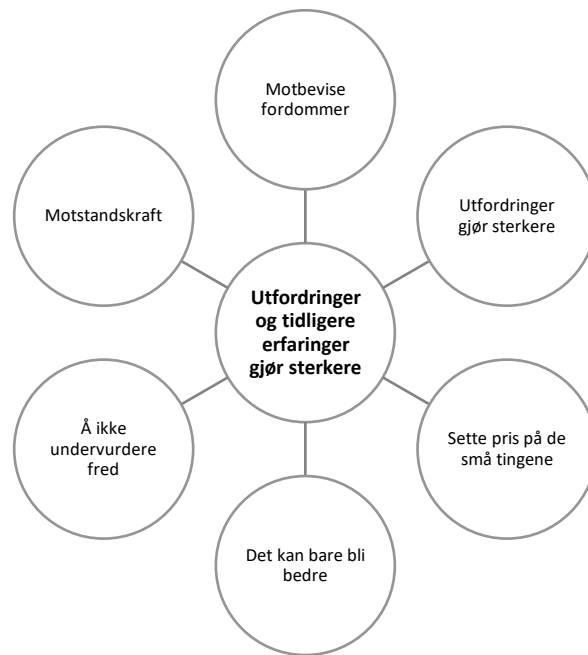 Motbevise
fordommer
Motstandskraft
Utfordringer
gjør sterkere
Utfordringer
og tidligere
erfaringer
gjør sterkere
Å ikke
undervurdere
fred
Sette pris på de
små tingene
Det kan bare bli
bedre